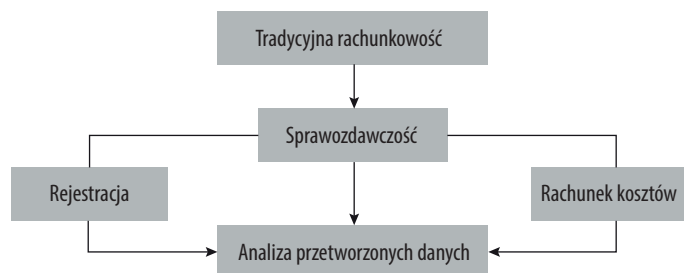 Tradycyjna rachunkowość
Sprawozdawczość
Rejestracja
Rachunek kosztów
Analiza przetworzonych danych